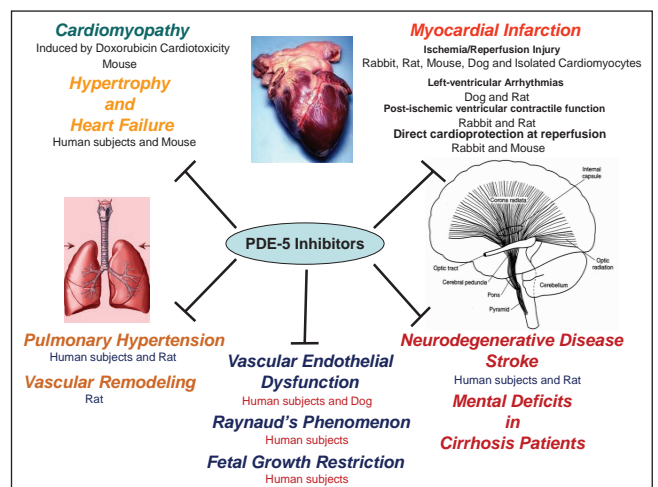 Cardiomyopathy
Induced by Doxorubicin Cardiotoxicity
Mouse
Hypertrophy
and
Heart Failure
Human subjects and Mouse
Myocardial Infarction
Ischemia/Reperfusion Injury
Rabbit, Rat, Mouse, Dog and Isolated Cardiomyocytes
Left-ventricular Arrhythmias
Dog and Rat
Post-ischemic ventricular contractile function
Rabbit and Rat
Direct cardioprotection at reperfusion
Rabbit and Mouse
PDE-5 Inhibitors
Internal
capsule
Corona radiata
Optic tract
Cerebral peduncle
Pons
Pyramid
Optic
radiation
Cerebellum
Pulmonary Hypertension
Human subjects and Rat
Vascular Remodeling
Rat
Vascular Endothelial
Dysfunction
Human subjects and Dog
Raynaud's Phenomenon
Human subjects
Fetal Growth Restriction
Human subjects
Neurodegenerative Disease
Stroke
Human subjects and Rat
Mental Deficits
in
Cirrhosis Patients